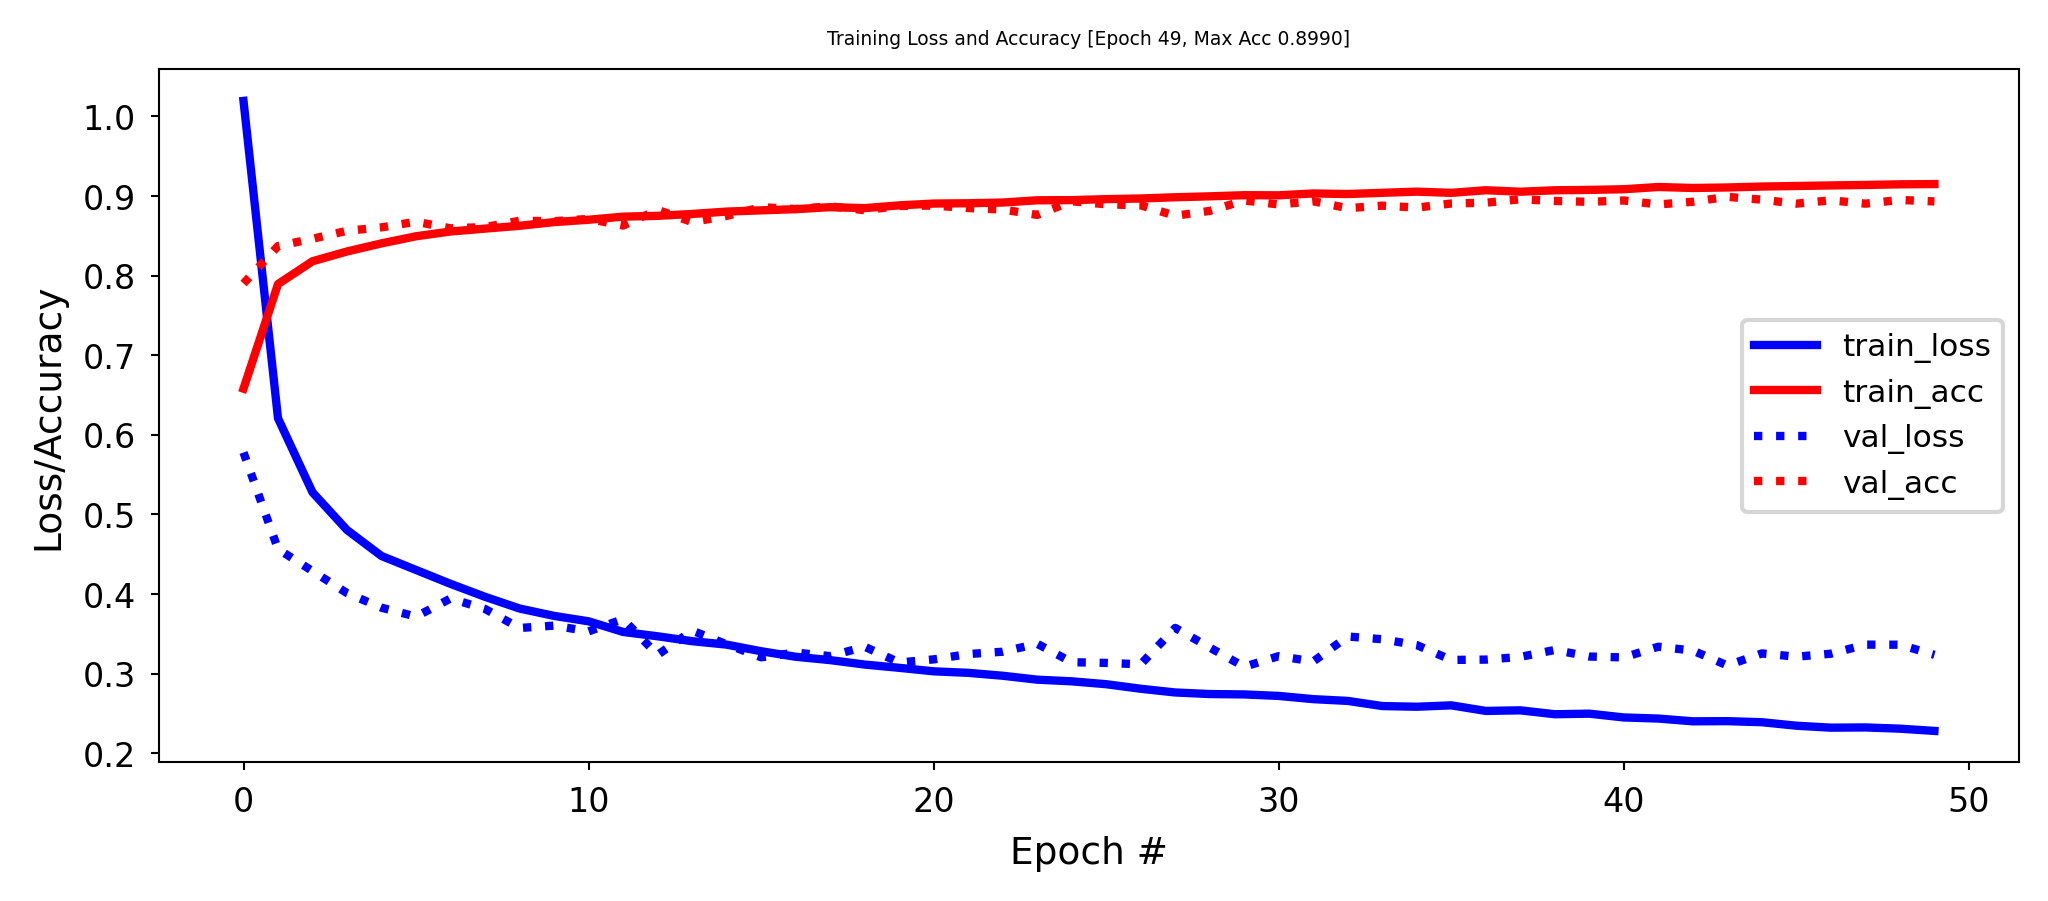 Training Loss and Accuracy [Epoch 49, Max Acc 0.8990]
Loss/Accuracy
1.0
0.9
0.8
0.7
0.6
0.5
0.4
0.3
0.2
train_loss
train_acc
val_loss
val_acc
0 10 20 30 40 50
Epoch #